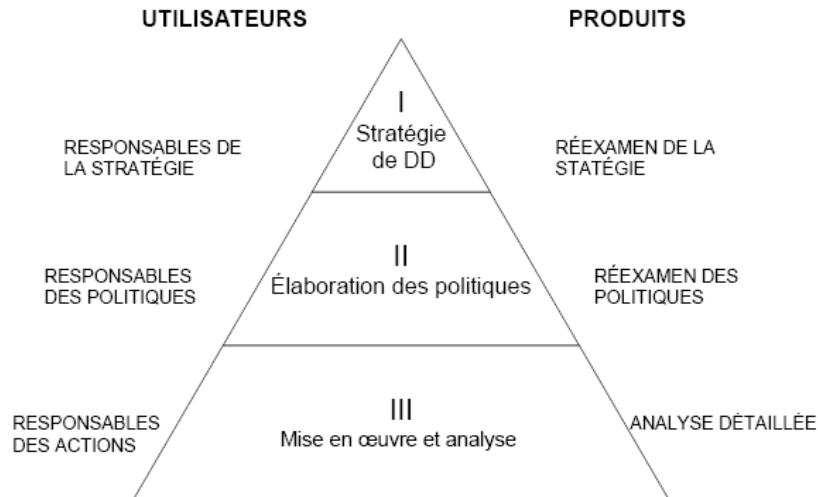 UTILISATEURS
PRODUITS
I
Stratégie
de DD
RESPONSABLES DE
LA STRATÉGIE
RÉEXAMEN DE LA
STATÉGIE
II
Élaboration des politiques
RESPONSABLES
DES POLITIQUES
RÉEXAMEN DES
POLITIQUES
III
Mise en œuvre et analyse
RESPONSABLES
DES ACTIONS
ANALYSE DÉTAILLÉE